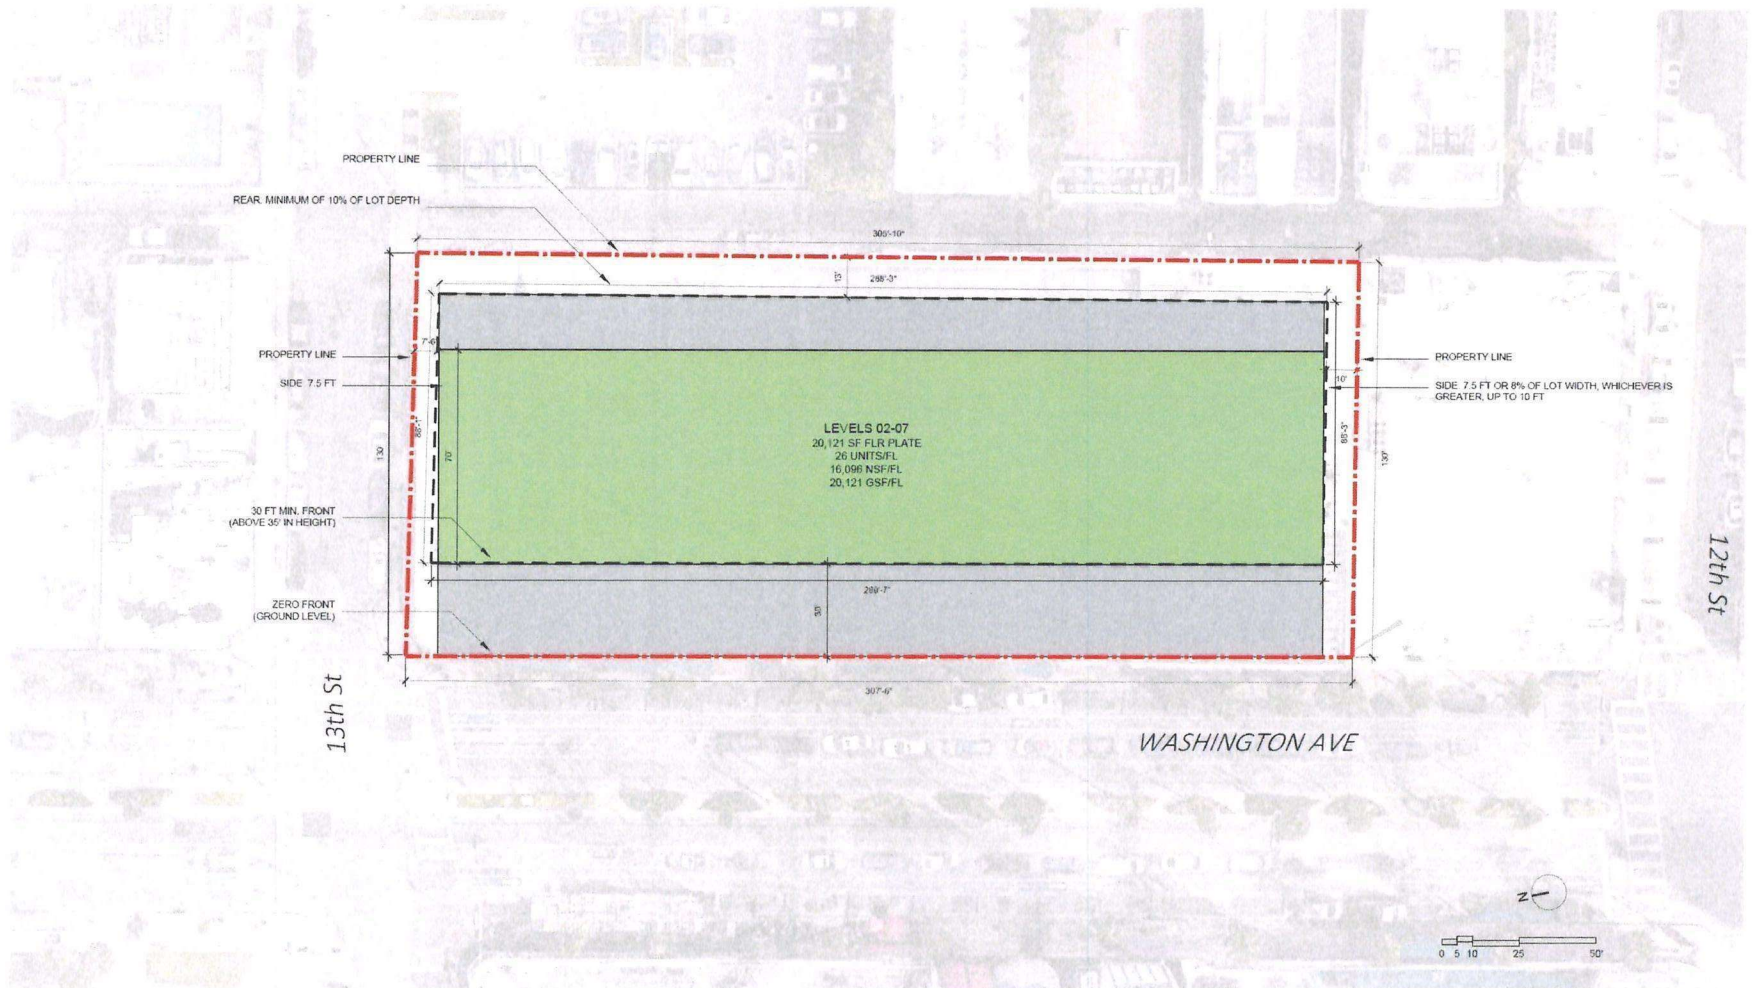 PROPERTY LINE
REAR. MINIMUM OF 10% OF LOT DEPTH
305'-10"
13'
288'-3"
7'-6"
PROPERTY LINE
SIDE 7.5 FT
PROPERTY LINE
10'
SIDE 7.5 FT OR 8% OF LOT WIDTH, WHICHEVER IS
GREATER, UP TO 10 FT
LEVELS 02-07
20,121 SF FLR PLATE
26 UNITS/FL
16,096 NSF/FL
20,121 GSF/FL
130'
70'
130'
30 FT MIN. FRONT
(ABOVE 35' IN HEIGHT)
ZERO FRONT
(GROUND LEVEL)
30'
307'-6"
13th St
12th St
WASHINGTON AVE
N
0 5 10 25 50'